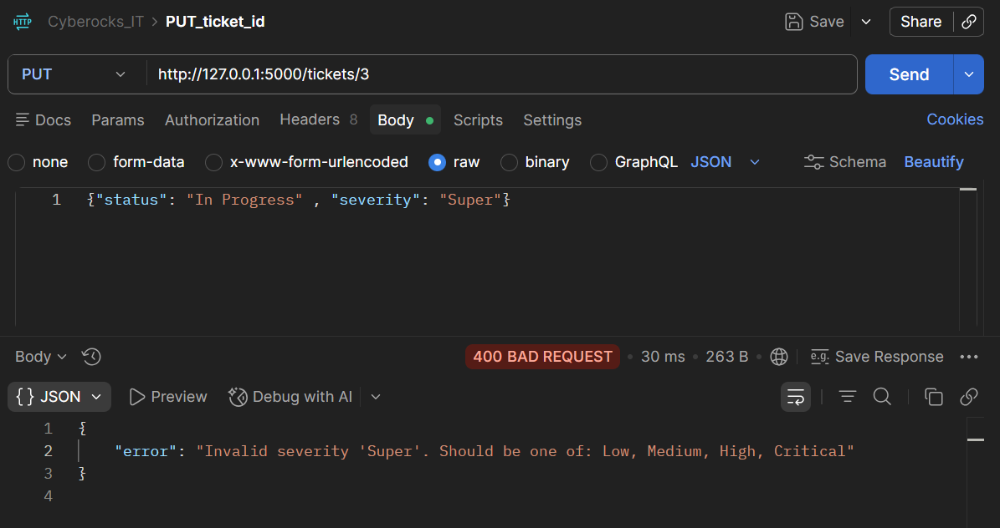 HTTP Cyberocks_IT > PUT_ticket_id Save Share
PUT http://127.0.0.1:5000/tickets/3 Send
Docs Params Authorization Headers 8 Body Scripts Settings Cookies
none form-data x-www-form-urlencoded raw binary GraphQL JSON Schema Beautify
1 {"status": "In Progress" , "severity": "Super"}
Body 400 BAD REQUEST • 30 ms • 263 B • e.g. Save Response
{} JSON Preview Debug with AI
1 {
2 "error": "Invalid severity 'Super'. Should be one of: Low, Medium, High, Critical"
3 }
4